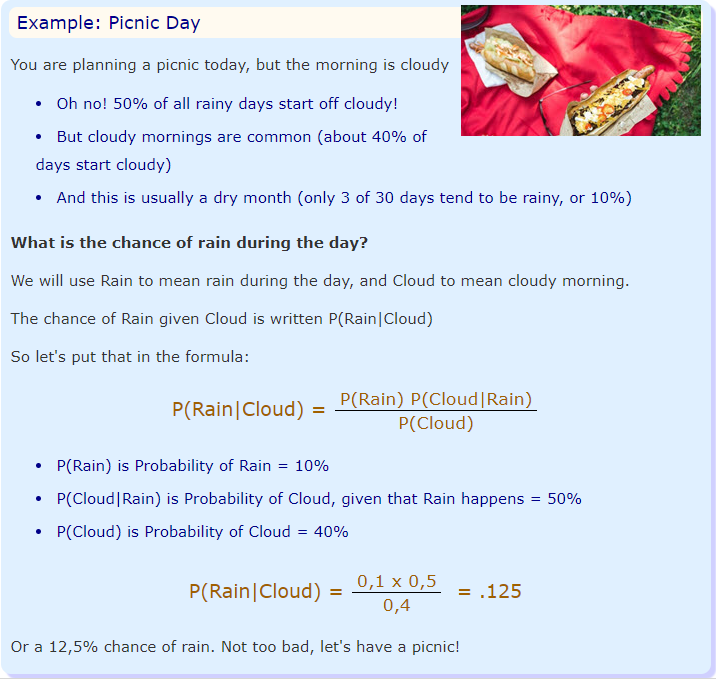 Example: Picnic Day
You are planning a picnic today, but the morning is cloudy
• Oh no! 50% of all rainy days start off cloudy!
• But cloudy mornings are common (about 40% of
days start cloudy)
• And this is usually a dry month (only 3 of 30 days tend to be rainy, or 10%)
What is the chance of rain during the day?
We will use Rain to mean rain during the day, and Cloud to mean cloudy morning.
The chance of Rain given Cloud is written P(Rain|Cloud)
So let's put that in the formula:
P(Rain|Cloud) = P(Rain) P(Cloud|Rain)
P(Cloud)
• P(Rain) is Probability of Rain = 10%
• P(Cloud|Rain) is Probability of Cloud, given that Rain happens = 50%
• P(Cloud) is Probability of Cloud = 40%
P(Rain|Cloud) = 0,1 x 0,5 = .125
0,4
Or a 12,5% chance of rain. Not too bad, let's have a picnic!